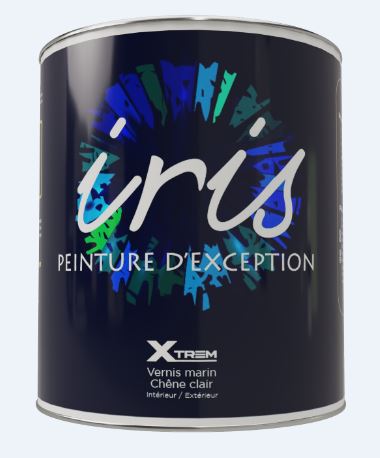 iris
PEINTURE D'EXCEPTION
XTREM
Vernis marin
Chêne clair
Intérieur / Extérieur